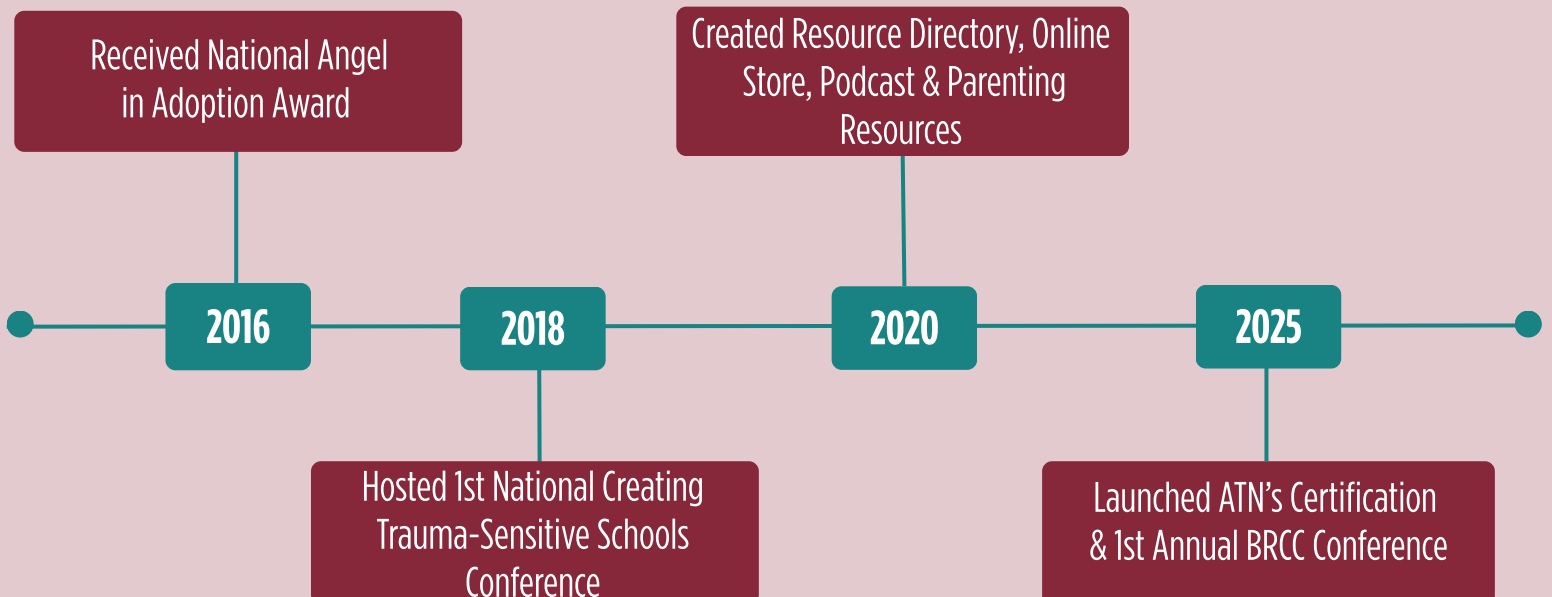 Received National Angel
in Adoption Award
Created Resource Directory, Online
Store, Podcast & Parenting
Resources
2016
2018
2020
2025
Hosted 1st National Creating
Trauma-Sensitive Schools
Conference
Launched ATN’s Certification
& 1st Annual BRCC Conference